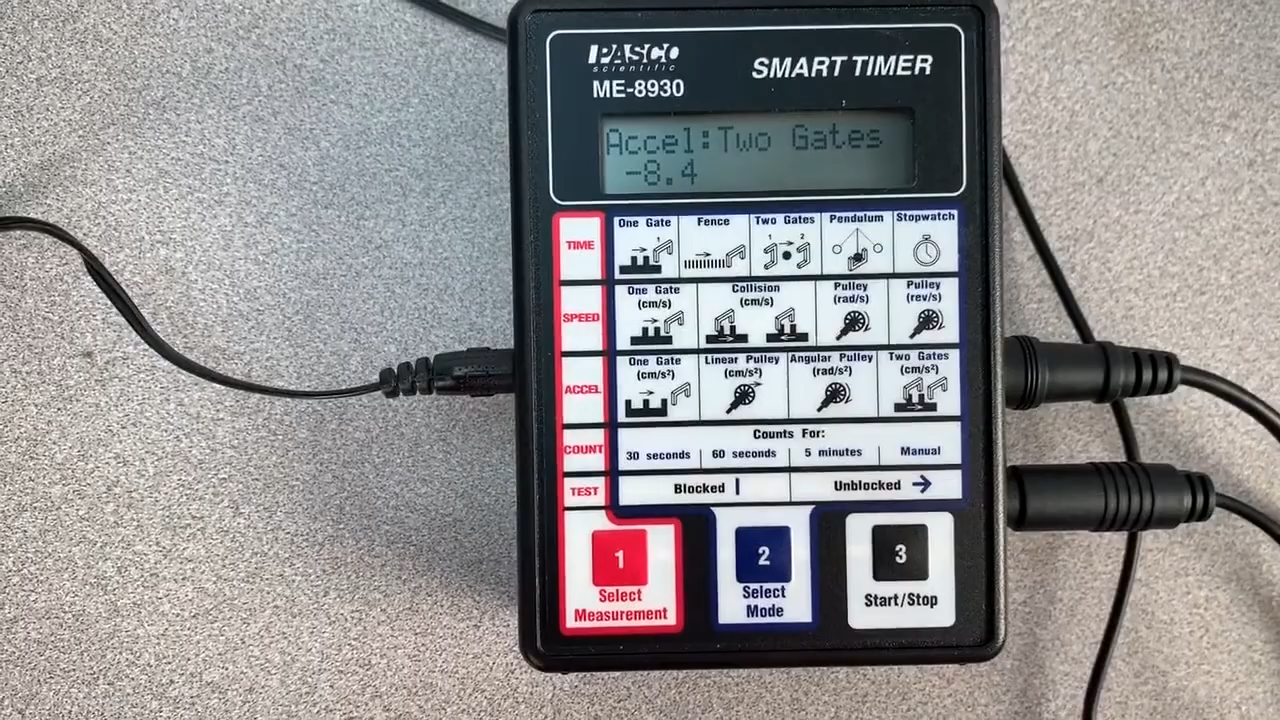 PASCO
scientific
ME-8930
SMART TIMER
Accel:Two Gates
-8.4
TIME
One Gate
Fence
Two Gates
Pendulum
Stopwatch
1
1 2
SPEED
One Gate
(cm/s)
Collision
(cm/s)
Pulley
(rad/s)
Pulley
(rev/s)
ACCEL
One Gate
(cm/s²)
Linear Pulley
(cm/s²)
Angular Pulley
(rad/s²)
Two Gates
(cm/s²)
COUNT
Counts For:
30 seconds
60 seconds
5 minutes
Manual
TEST
Blocked
Unblocked
1
Select
Measurement
2
Select
Mode
3
Start/Stop